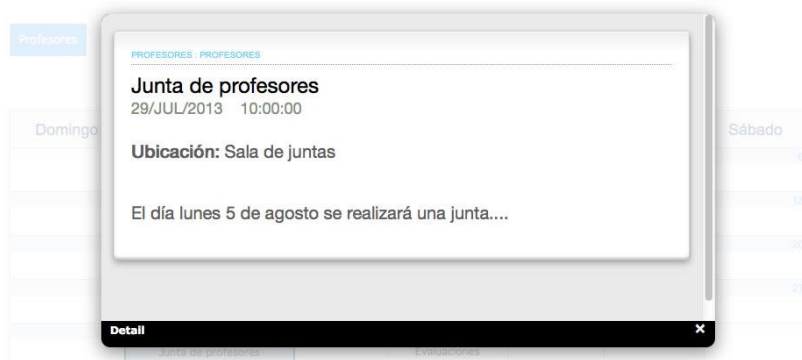 Profesores
PROFESORES : PROFESORES
Junta de profesores
29/JUL/2013 10:00:00
Domingo
Sábado
Ubicación: Sala de juntas
El día lunes 5 de agosto se realizará una junta....
Detail ×
Junta de profesores
Evaluaciones